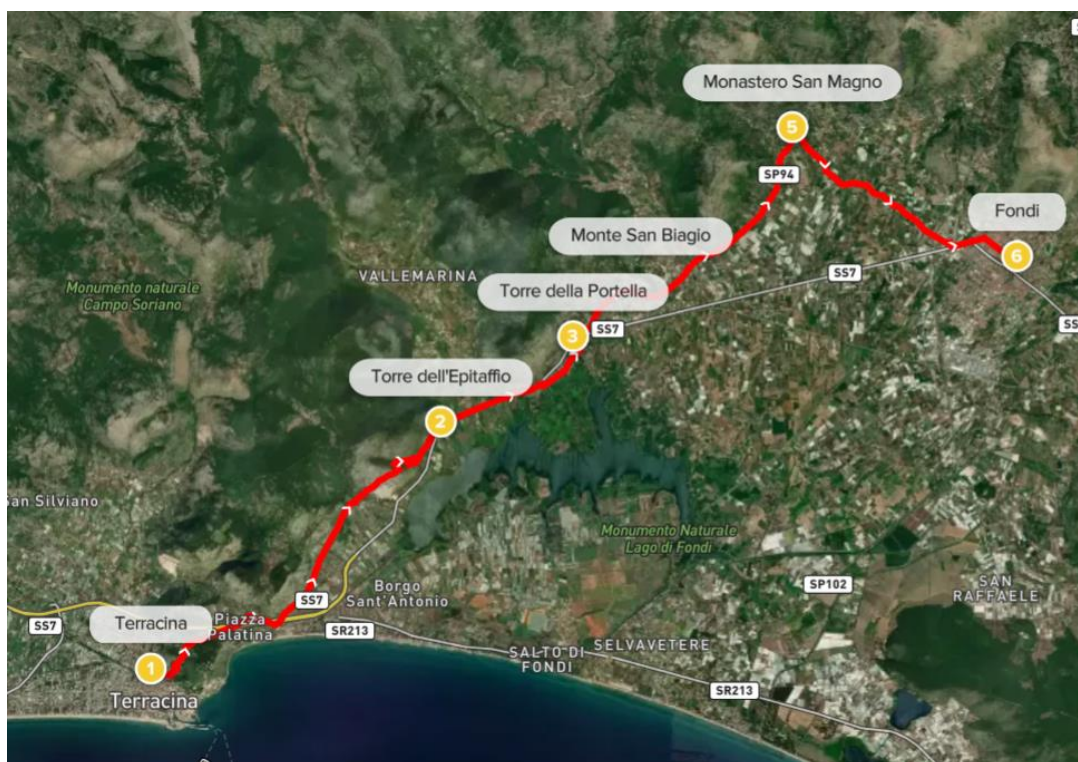 S
Monastero San Magno
5
SP94
Fondi
Monte San Biagio
6
VALLEMARINA
SS7
Monumento naturale
Campo Soriano
Torre della Portella
SS7
SS
3
Torre dell'Epitaffio
2
San Silviano
Monumento Naturale
Lago di Fondi
SP102
SAN
RAFFAELE
Borgo
Sant'Antonio
SS7
Terracina
Piazza
Palatina
SS7
SR213
SALTO DI
FONDI
SELVAVETERE
1
Terracina
SR213